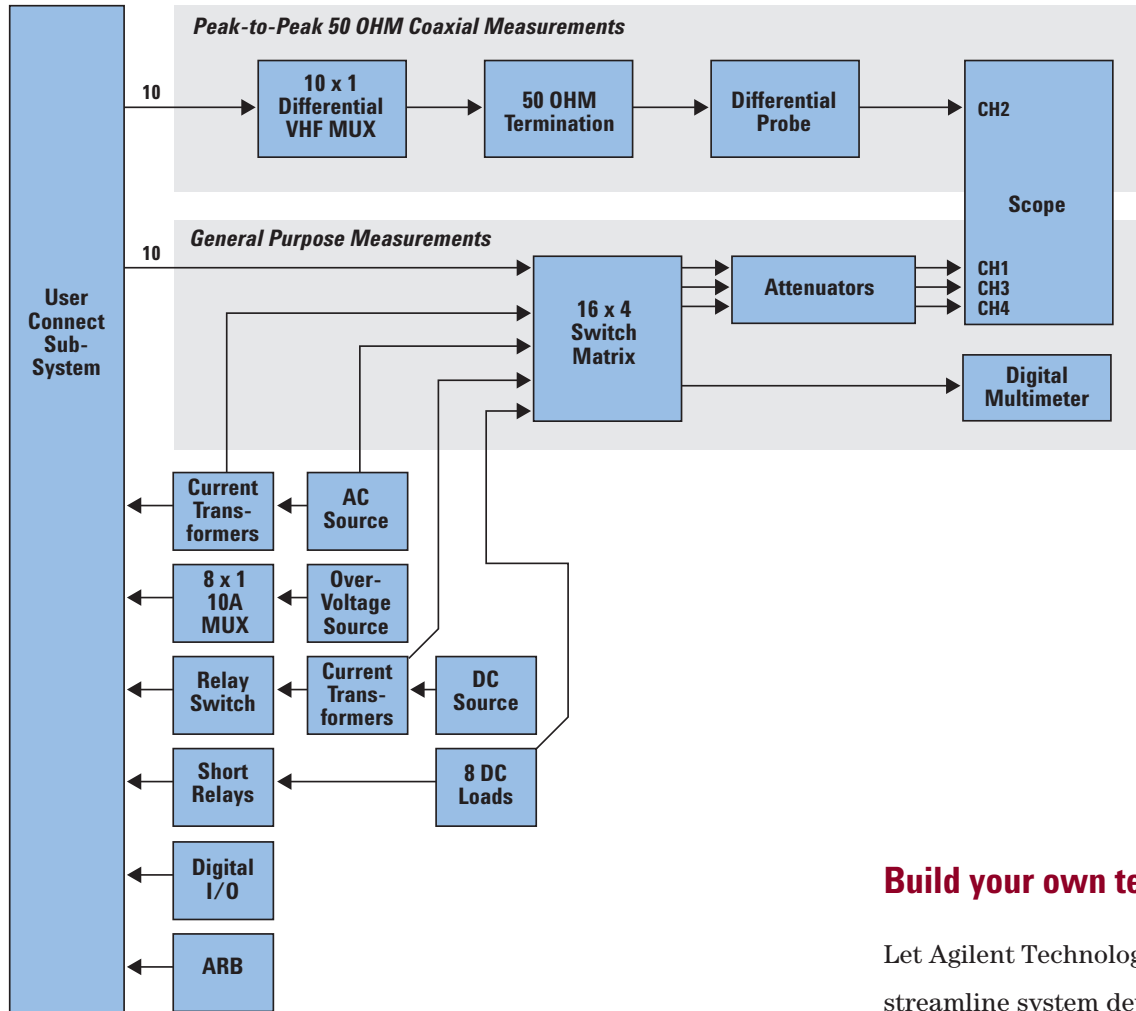 Peak-to-Peak 50 OHM Coaxial Measurements
10
10 x 1
Differential
VHF MUX
50 OHM
Termination
Differential
Probe
CH2
Scope
General Purpose Measurements
10
CH1
CH3
CH4
User
Connect
Sub-
System
16 x 4
Switch
Matrix
Attenuators
Digital
Multimeter
Current
Trans-
formers
AC
Source
8 x 1
10A
MUX
Over-
Voltage
Source
Relay
Switch
Current
Trans-
formers
DC
Source
Short
Relays
8 DC
Loads
Digital
I/O
ARB
Build your own te
Let Agilent Technolog
streamline system de